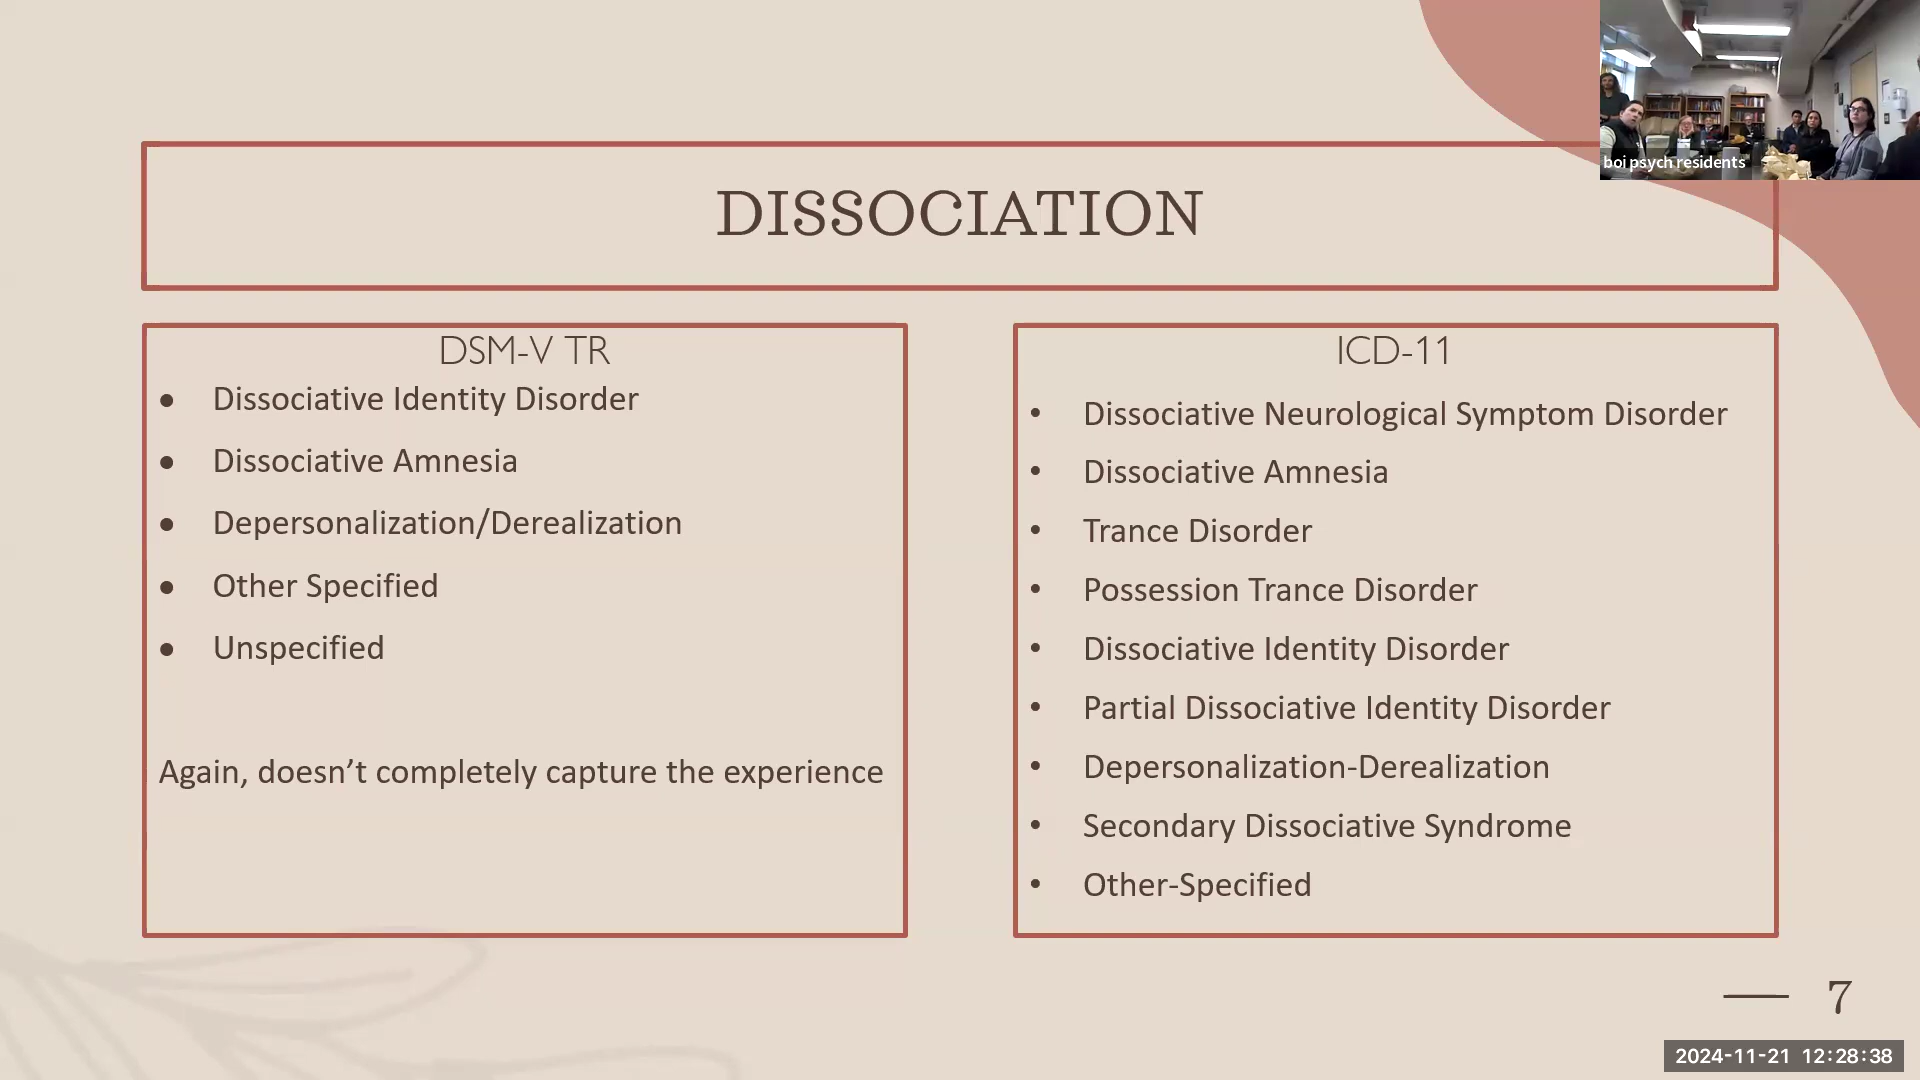 boi psych residents
DISSOCIATION
DSM-V TR
• Dissociative Identity Disorder
• Dissociative Amnesia
• Depersonalization/Derealization
• Other Specified
• Unspecified
Again, doesn’t completely capture the experience
ICD-11
• Dissociative Neurological Symptom Disorder
• Dissociative Amnesia
• Trance Disorder
• Possession Trance Disorder
• Dissociative Identity Disorder
• Partial Dissociative Identity Disorder
• Depersonalization-Derealization
• Secondary Dissociative Syndrome
• Other-Specified
7
2024-11-21 12:28:38